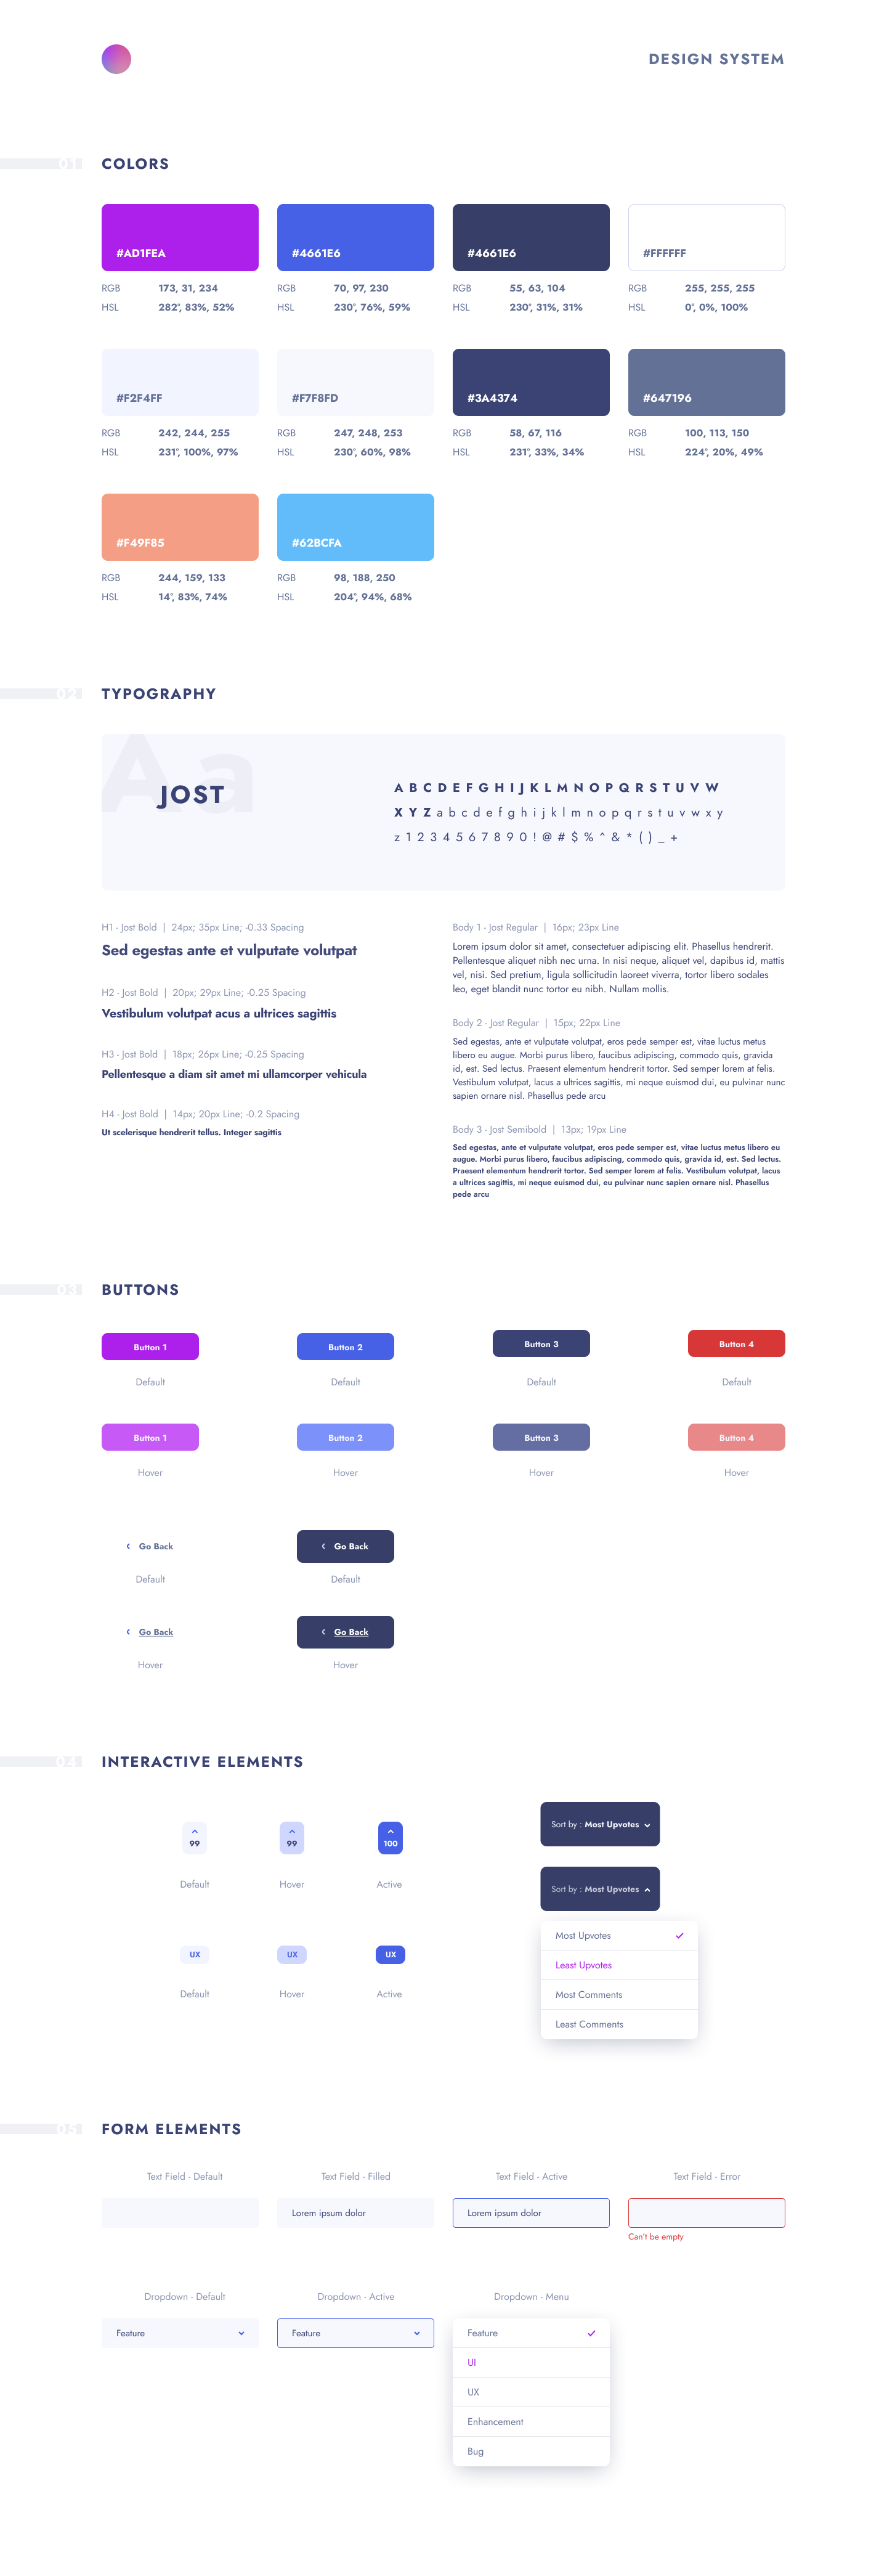 DESIGN SYSTEM
01
COLORS
#AD1FEA
#4661E6
#4661E6
#FFFFFF
RGB 173, 31, 234
HSL 282°, 83%, 52%
RGB 70, 97, 230
HSL 230°, 76%, 59%
RGB 55, 63, 104
HSL 230°, 31%, 31%
RGB 255, 255, 255
HSL 0°, 0%, 100%
#F2F4FF
#F7F8FD
#3A4374
#647196
RGB 242, 244, 255
HSL 231°, 100%, 97%
RGB 247, 248, 253
HSL 230°, 60%, 98%
RGB 58, 67, 116
HSL 231°, 33%, 34%
RGB 100, 113, 150
HSL 224°, 20%, 49%
#F49F85
#62BCFA
RGB 244, 159, 133
HSL 14°, 83%, 74%
RGB 98, 188, 250
HSL 204°, 94%, 68%
02
TYPOGRAPHY
Aa
JOST
A B C D E F G H I J K L M N O P Q R S T U V W
X Y Z a b c d e f g h i j k l m n o p q r s t u v w x y
z 1 2 3 4 5 6 7 8 9 0 ! @ # $ % ^ & * ( ) _ +
H1 - Jost Bold | 24px; 35px Line; -0.33 Spacing
Sed egestas ante et vulputate volutpat
H2 - Jost Bold | 20px; 29px Line; -0.25 Spacing
Vestibulum volutpat acus a ultrices sagittis
H3 - Jost Bold | 18px; 26px Line; -0.25 Spacing
Pellentesque a diam sit amet mi ullamcorper vehicula
H4 - Jost Bold | 14px; 20px Line; -0.2 Spacing
Ut scelerisque hendrerit tellus. Integer sagittis
Body 1 - Jost Regular | 16px; 23px Line
Lorem ipsum dolor sit amet, consectetuer adipiscing elit. Phasellus hendrerit.
Pellentesque aliquet nibh nec urna. In nisi neque, aliquet vel, dapibus id, mattis
vel, nisi. Sed pretium, ligula sollicitudin laoreet viverra, tortor libero sodales
leo, eget blandit nunc tortor eu nibh. Nullam mollis.
Body 2 - Jost Regular | 15px; 22px Line
Sed egestas, ante et vulputate volutpat, eros pede semper est, vitae luctus metus
libero eu augue. Morbi purus libero, faucibus adipiscing, commodo quis, gravida
id, est. Sed lectus. Praesent elementum hendrerit tortor. Sed semper lorem at felis.
Vestibulum volutpat, lacus a ultrices sagittis, mi neque euismod dui, eu pulvinar nunc
sapien ornare nisl. Phasellus pede arcu
Body 3 - Jost Semibold | 13px; 19px Line
Sed egestas, ante et vulputate volutpat, eros pede semper est, vitae luctus metus libero eu
augue. Morbi purus libero, faucibus adipiscing, commodo quis, gravida id, est. Sed lectus.
Praesent elementum hendrerit tortor. Sed semper lorem at felis. Vestibulum volutpat, lacus
a ultrices sagittis, mi neque euismod dui, eu pulvinar nunc sapien ornare nisl. Phasellus
pede arcu
03
BUTTONS
Button 1
Button 2
Button 3
Button 4
Default
Default
Default
Default
Button 1
Button 2
Button 3
Button 4
Hover
Hover
Hover
Hover
Go Back
Go Back
Default
Default
Go Back
Go Back
Hover
Hover
04
INTERACTIVE ELEMENTS
99
99
100
Default
Hover
Active
UX
UX
UX
Default
Hover
Active
Sort by : Most Upvotes
Sort by : Most Upvotes
Most Upvotes
Least Upvotes
Most Comments
Least Comments
05
FORM ELEMENTS
Text Field - Default
Text Field - Filled
Text Field - Active
Text Field - Error
Lorem ipsum dolor
Lorem ipsum dolor
Can't be empty
Dropdown - Default
Dropdown - Active
Dropdown - Menu
Feature
Feature
Feature
UI
UX
Enhancement
Bug